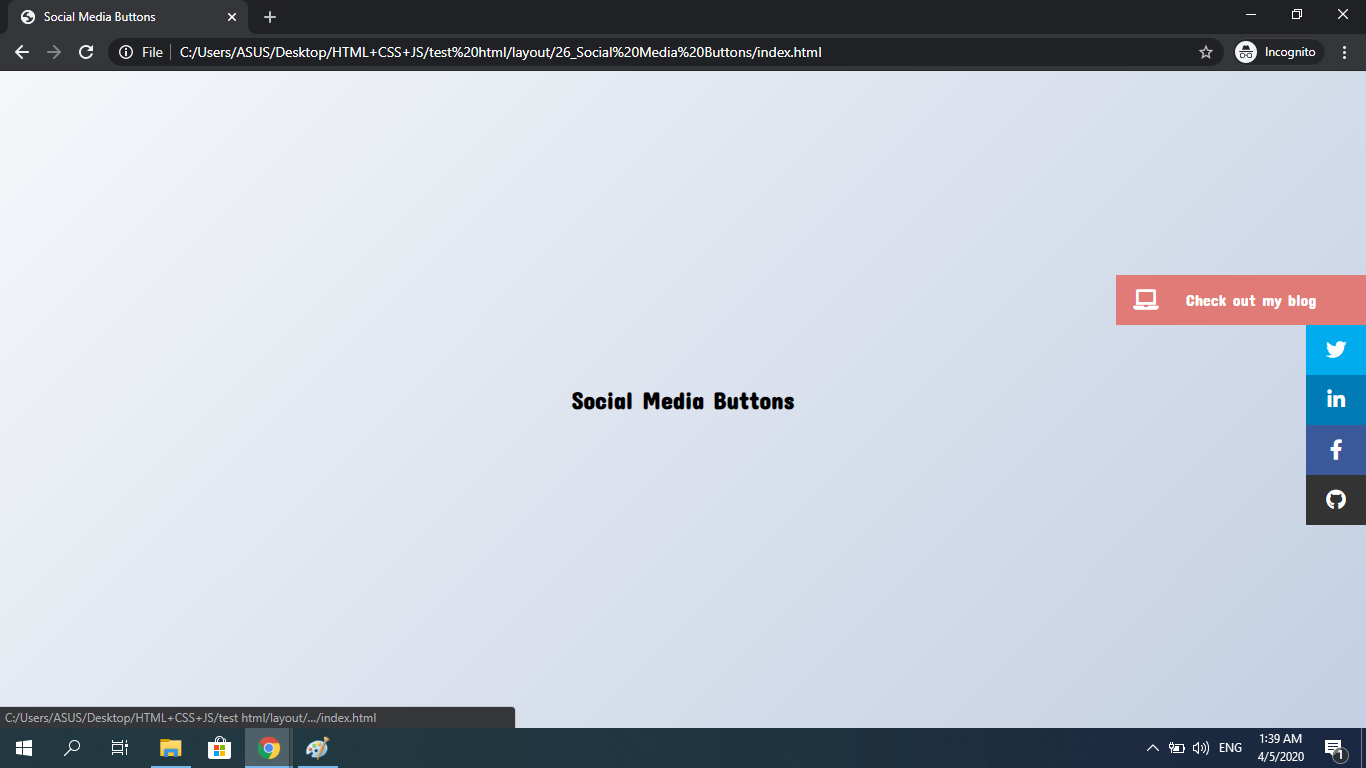 Social Media Buttons
File
C:/Users/ASUS/Desktop/HTML+CSS+JS/test%20html/layout/26_Social%20Media%20Buttons/index.html
Incognito
Check out my blog
Social Media Buttons
C:/Users/ASUS/Desktop/HTML+CSS+JS/test html/layout/.../index.html
ENG
1:39 AM
4/5/2020
1